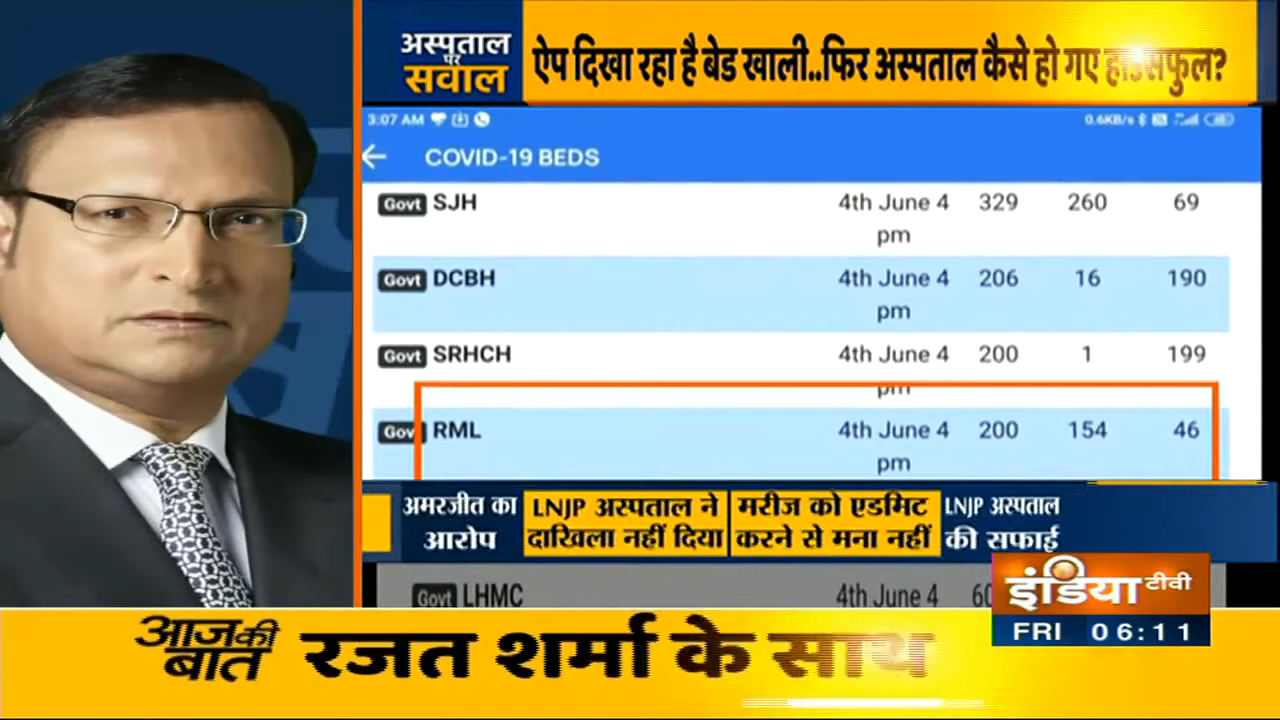 अस्पताल
पर
सवाल
ऐप दिखा रहा है बेड खाली..फिर अस्पताल कैसे हो गए हाउसफुल?
3:07 AM 0.6KB/s
COVID-19 BEDS
Govt SJH 4th June 4 329 260 69
pm
Govt DCBH 4th June 4 206 16 190
pm
Govt SRHCH 4th June 4 200 1 199
pm
Gov RML 4th June 4 200 154 46
pm
अमरजीत का
आरोप
LNJP अस्पताल ने
दाखिला नहीं दिया
मरीज को एडमिट
करने से मना नहीं
LNJP अस्पताल
की सफाई
Govt LHMC 4th June 4 60
इंडिया टीवी
FRI 06:11
आज की
बात
रजत शर्मा के साथ